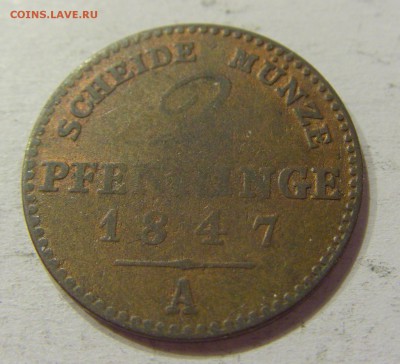 COINS.LAVE.RU
SCHEIDE MÜNZE
2
PFENNINGE
1847
A